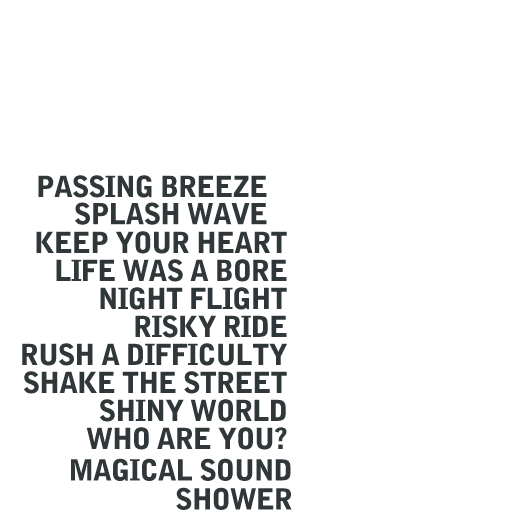 PASSING BREEZE
SPLASH WAVE
KEEP YOUR HEART
LIFE WAS A BORE
NIGHT FLIGHT
RISKY RIDE
RUSH A DIFFICULTY
SHAKE THE STREET
SHINY WORLD
WHO ARE YOU?
MAGICAL SOUND
SHOWER